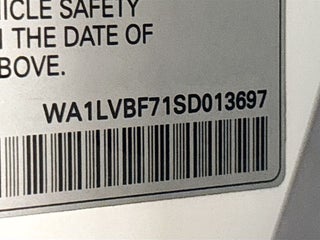 ICLE SAFETY
THE DATE OF
BOVE.
WA1LVBF71SD013697